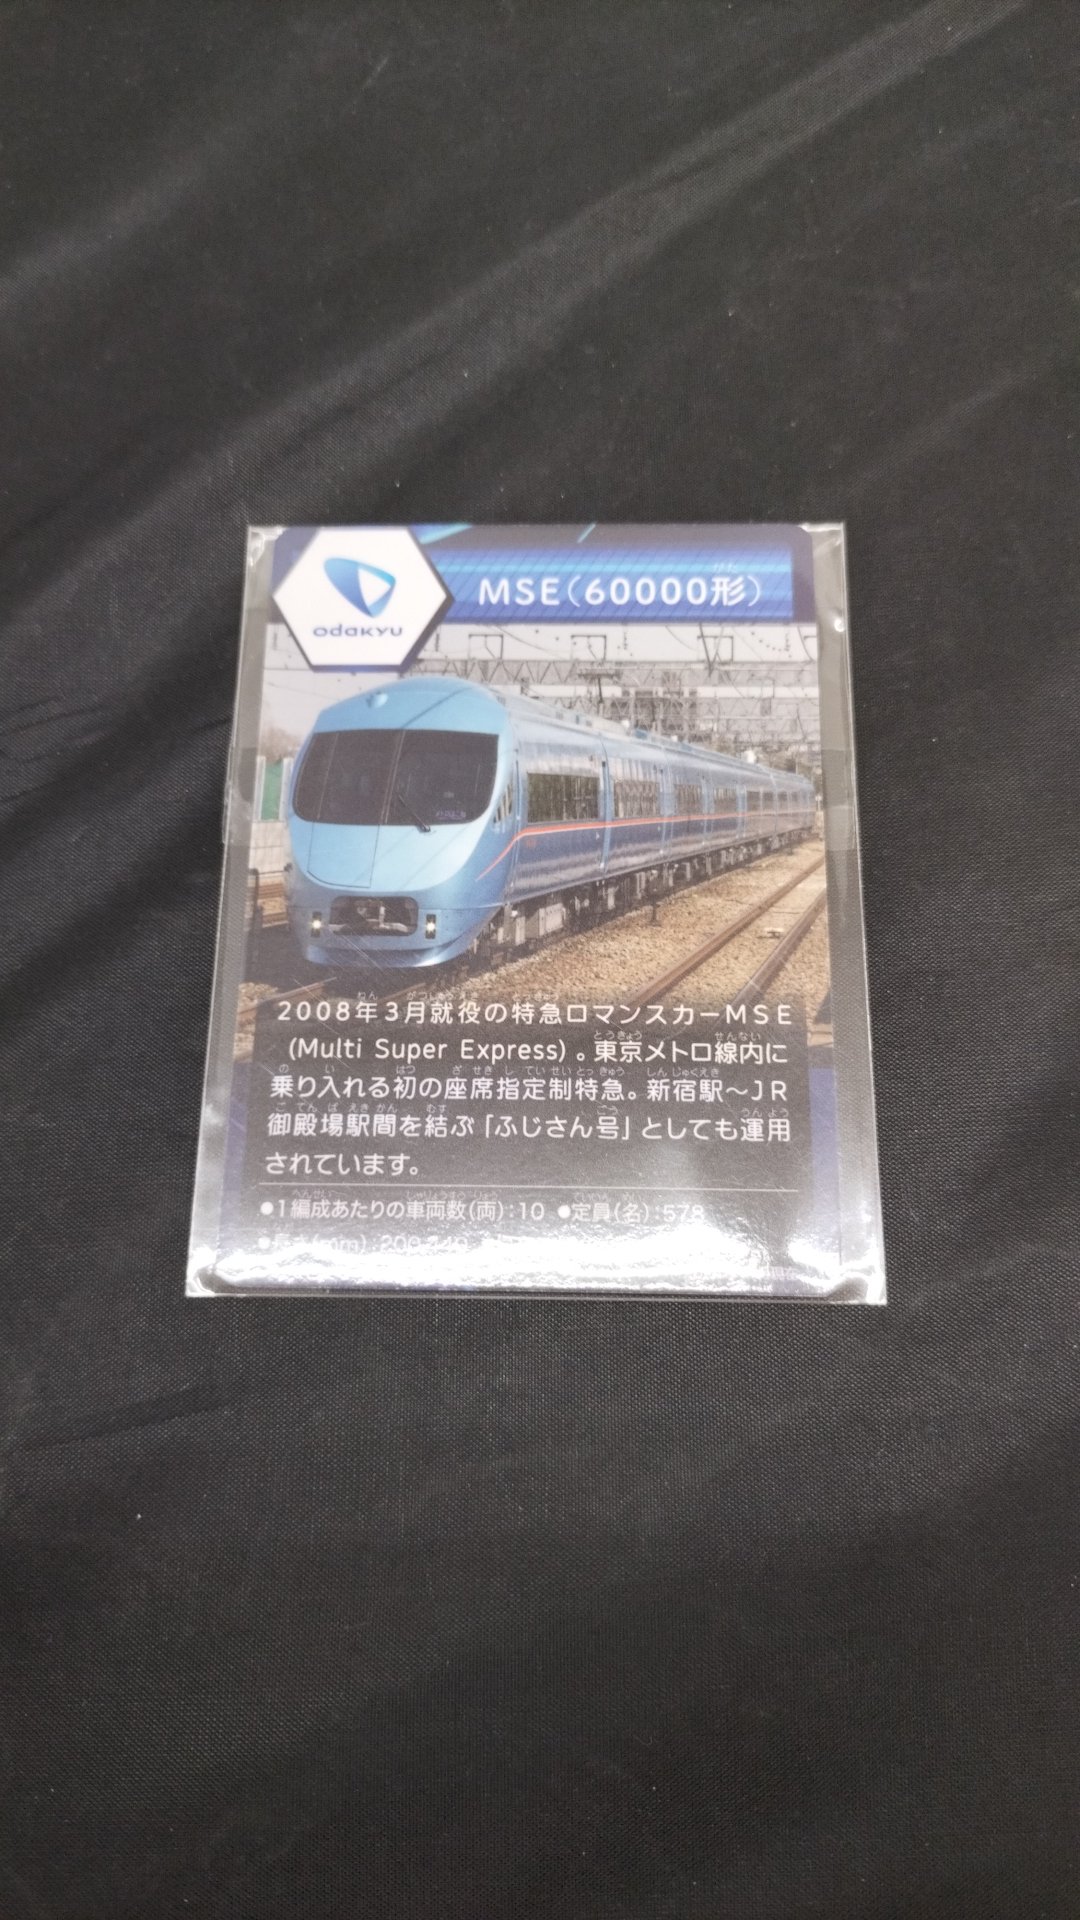 odakyu
MSE(60000形)
2008年3月就役の特急ロマンスカーMSE
(Multi Super Express)。東京メトロ線内に
乗り入れる初の座席指定制特急。新宿駅～JR
御殿場駅間を結ぶ「ふじさん号」としても運用
されています。
●1編成あたりの車両数(両):10 ●定員(名):578
●長さ(mm)